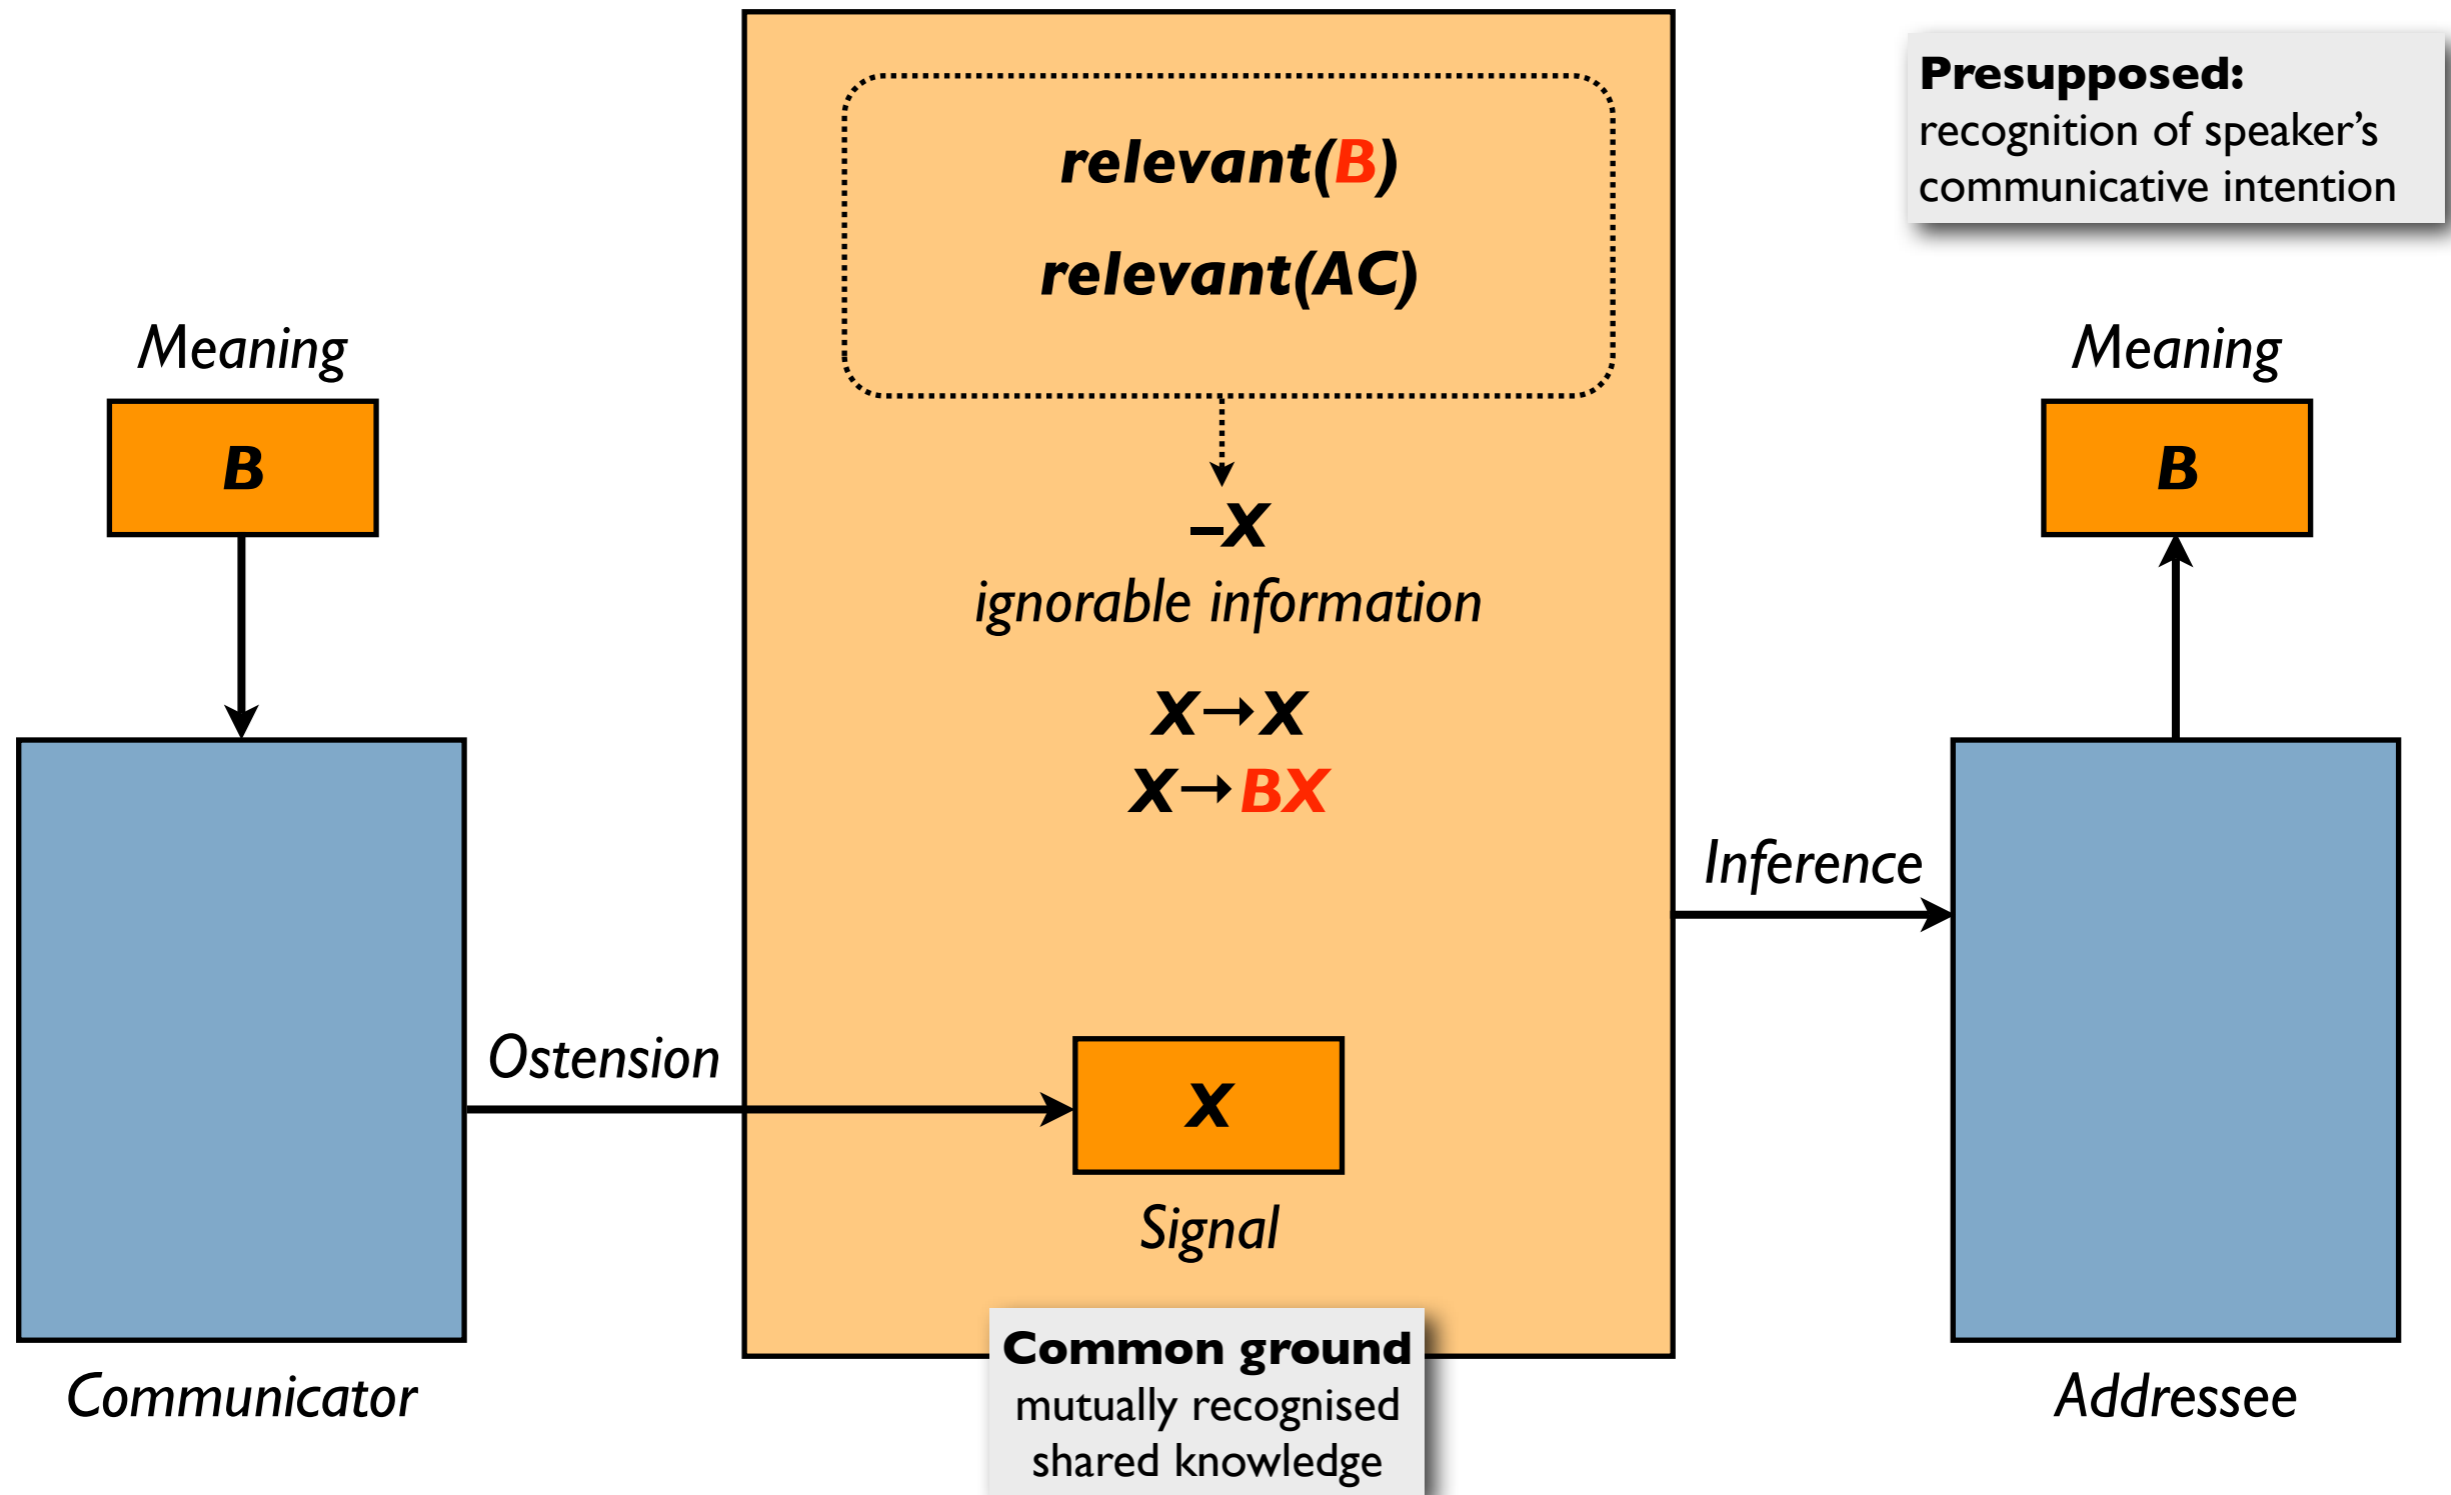 Presupposed:
recognition of speaker’s
communicative intention
relevant(B)
relevant(AC)
Meaning
B
Meaning
B
–X
ignorable information
X→X
X→BX
Inference
Ostension
X
Signal
Common ground
mutually recognised
shared knowledge
Communicator
Addressee